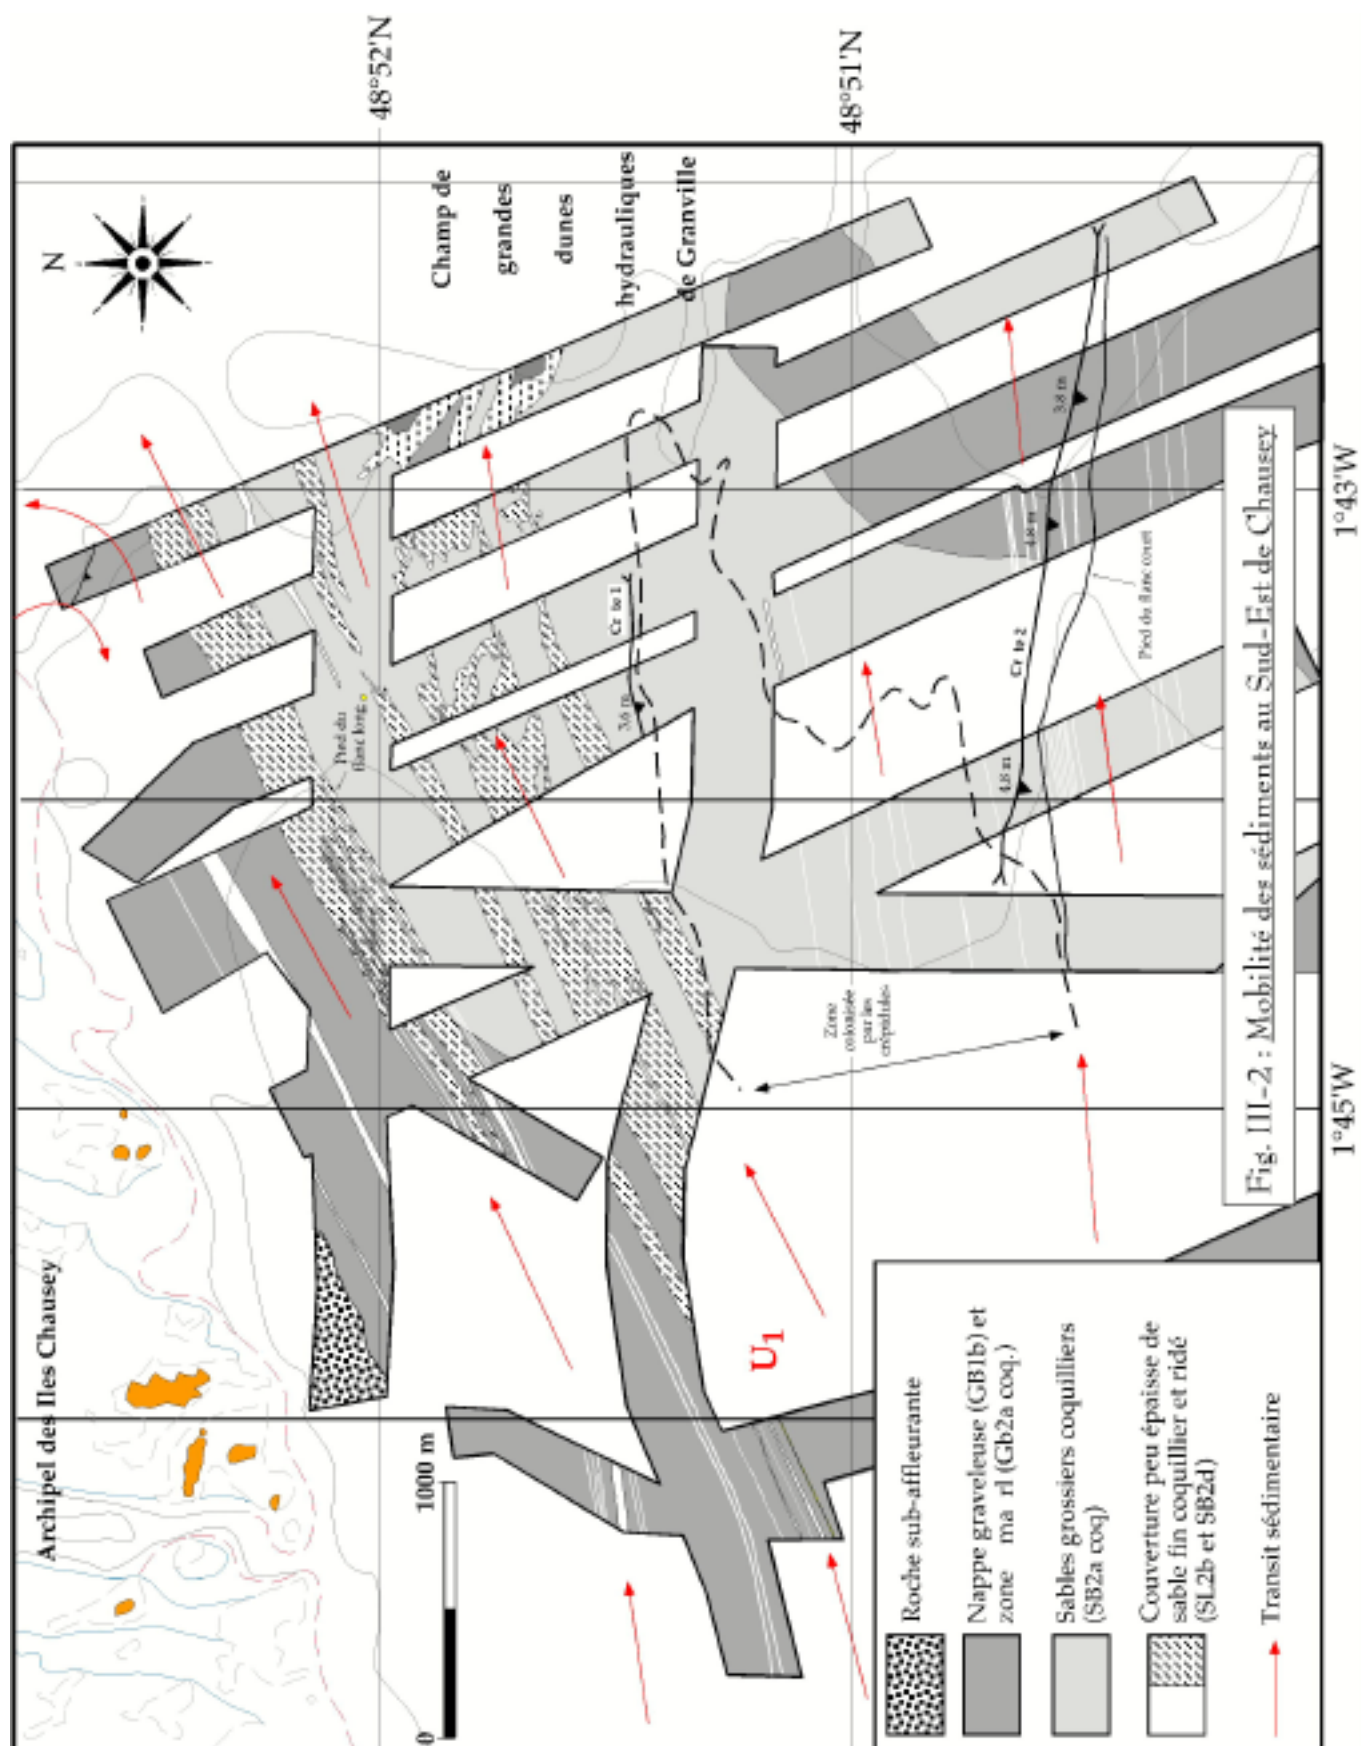 Archipel des Iles Chausey
N
48°52'N
48°51'N
Champ de
grandes
dunes
hydrauliques
de Granville
Pied du
flanc long
Cr te 1
3.6 m
Zone
colonisée
par les
crépidules
Cr te 2
4.8 m
4.8 m
3.8 m
Pied du flanc court
U1
0
1000 m
1°45'W
1°43'W
Roche sub-affleurante
Nappe graveleuse (GB1b) et
zone ma rl (Gb2a coq.)
Sables grossiers coquilliers
(SB2a coq)
Couverture peu épaisse de
sable fin coquillier et ridé
(SL2b et SB2d)
Transit sédimentaire
Fig. III-2 : Mobilité des sédiments au Sud-Est de Chausey